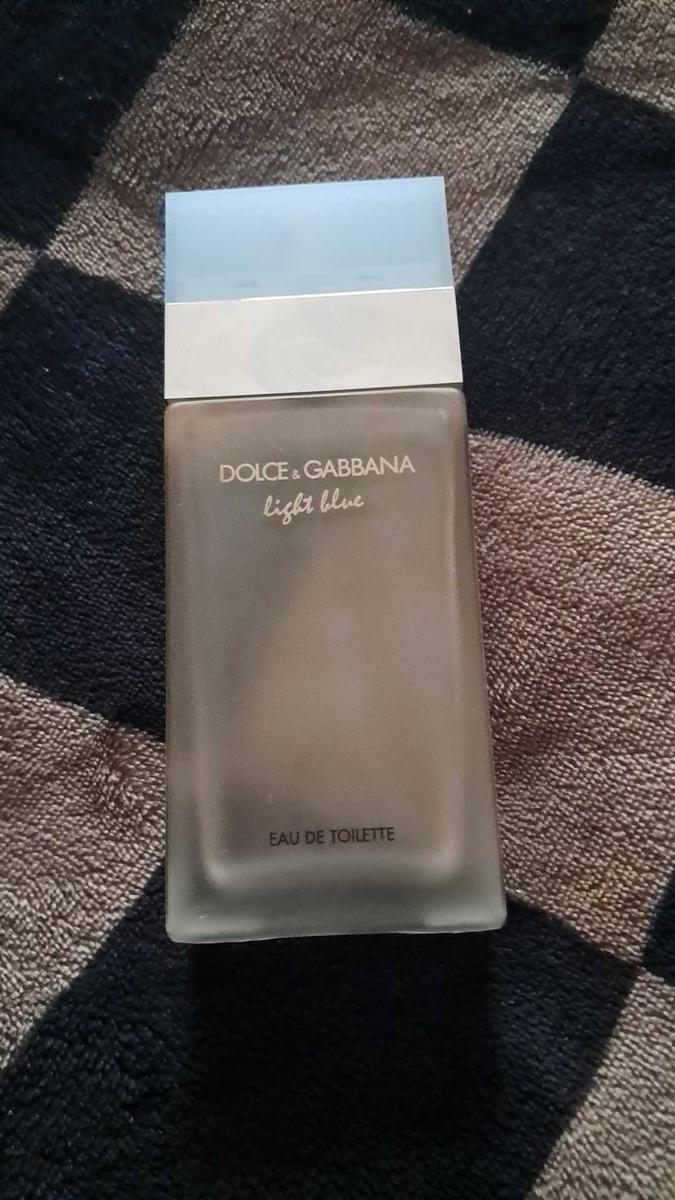 DOLCE & GABBANA
light blue
EAU DE TOILETTE